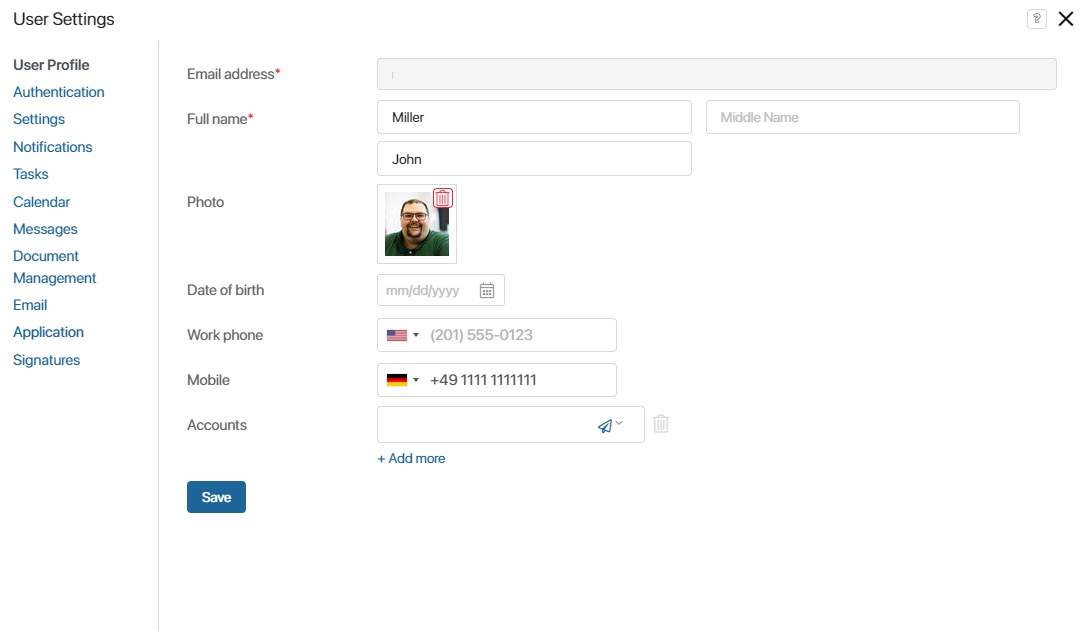 User Settings
?
User Profile
Authentication
Settings
Notifications
Tasks
Calendar
Messages
Document
Management
Email
Application
Signatures
Email address*
Full name*
Miller
Middle Name
John
Photo
Date of birth
mm/dd/yyyy
Work phone
(201) 555-0123
Mobile
+49 1111 1111111
Accounts
+ Add more
Save